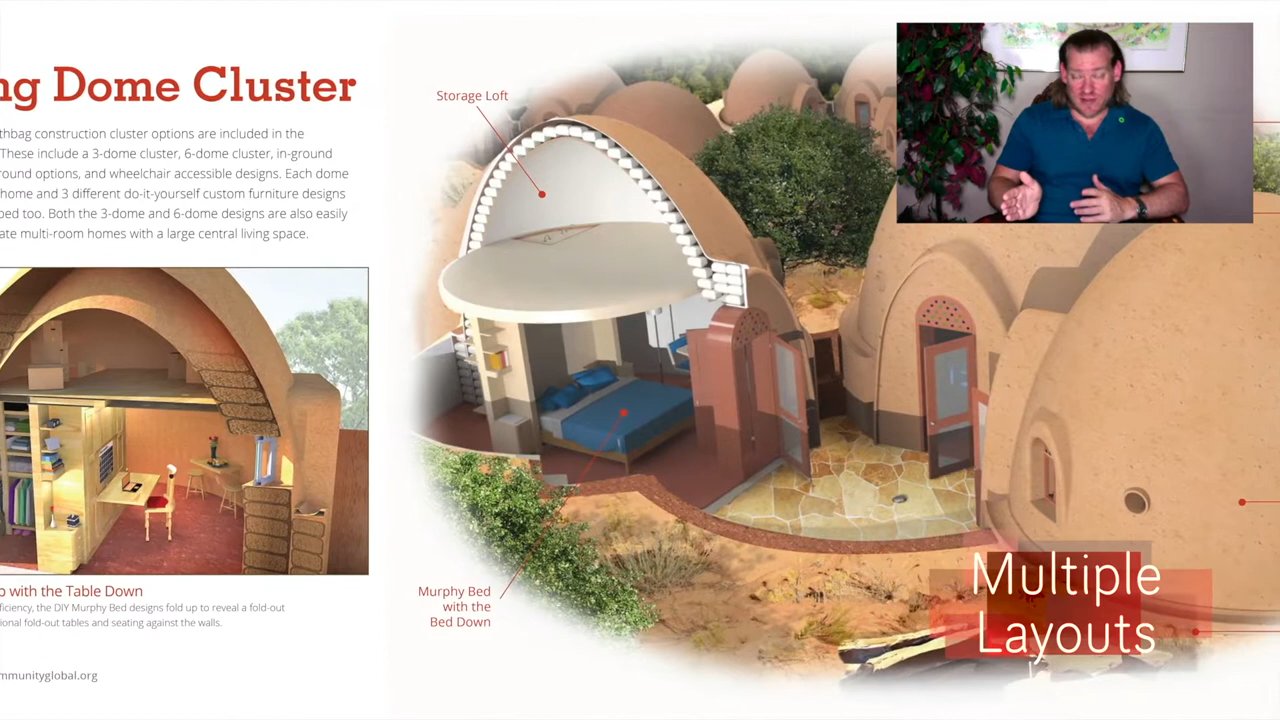 ng Dome Cluster
thbag construction cluster options are included in the
These include a 3-dome cluster, 6-dome cluster, in-ground
round options, and wheelchair accessible designs. Each dome
home and 3 different do-it-yourself custom furniture designs
ped too. Both the 3-dome and 6-dome designs are also easily
ate multi-room homes with a large central living space.
p with the Table Down
ficiency, the DIY Murphy Bed designs fold up to reveal a fold-out
ional fold-out tables and seating against the walls.
mmunityglobal.org
Storage Loft
Murphy Bed
with the
Bed Down
Multiple
Layouts